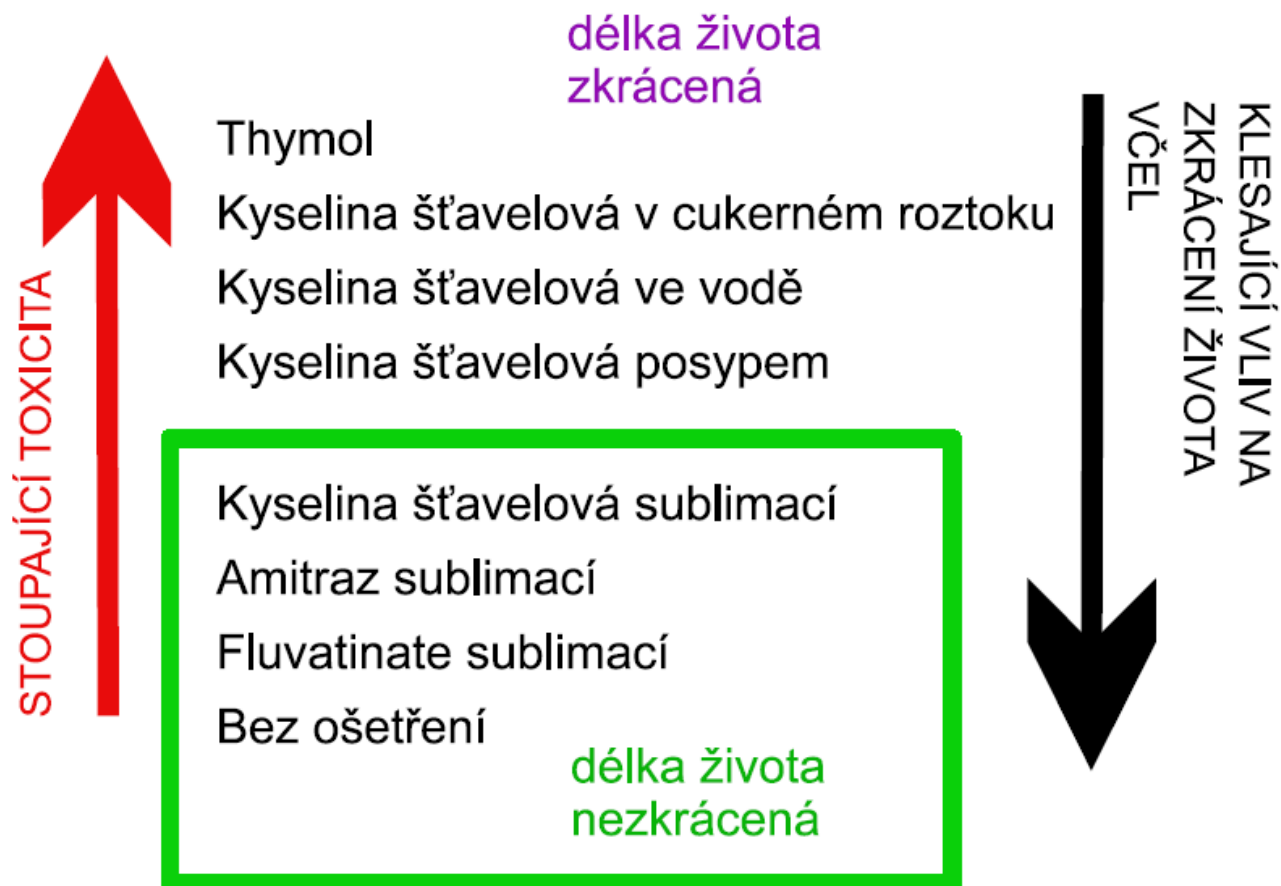 délka života
zkrácená
Thymol
Kyselina šťavelová v cukerném roztoku
Kyselina šťavelová ve vodě
Kyselina šťavelová posypem
Kyselina šťavelová sublimací
Amitraz sublimací
Fluvatinate sublimací
Bez ošetření
délka života
nezkrácená
STOUPAJÍCÍ TOXICITA
KLESAJÍCÍ VLIV NA
ZKRÁCENÍ ŽIVOTA
VČEL